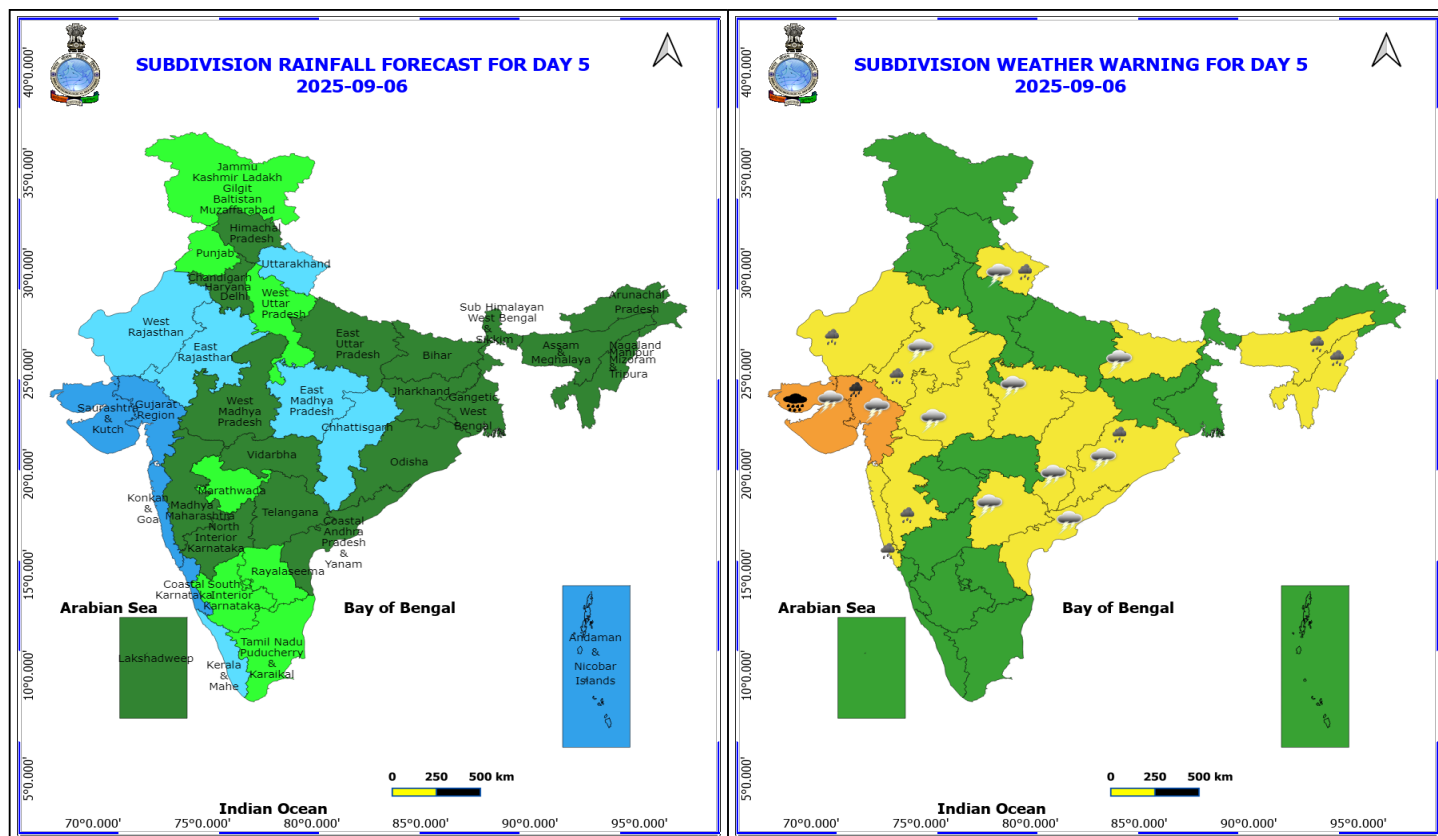 SUBDIVISION RAINFALL FORECAST FOR DAY 5
2025-09-06
40°0.000'
35°0.000'
30°0.000'
25°0.000'
20°0.000'
15°0.000'
10°0.000'
5°0.000'
Jammu
Kashmir Ladakh
Gilgit
Baltistan
Muzaffarabad
Himachal
Pradesh
Punjab
Uttarakhand
Chandigarh
Haryana
Delhi
West
Uttar
Pradesh
West
Rajasthan
East
Rajasthan
East
Uttar
Pradesh
Bihar
Sub Himalayan
West Bengal
&
Sikkim
Arunachal
Pradesh
Assam
&
Meghalaya
Nagaland
Manipur
Mizoram
&
Tripura
Saurashtra
&
Kutch
Gujarat
Region
West
Madhya
Pradesh
East
Madhya
Pradesh
Jharkhand
Gangetic
West
Bengal
Chhattisgarh
Vidarbha
Odisha
Konkan
&
Goa
Marathwada
Madhya
Maharashtra
North
Interior
Karnataka
Telangana
Coastal
Andhra
Pradesh
&
Yanam
Rayalaseema
Coastal
Karnataka
South
Interior
Karnataka
Tamil Nadu
Puducherry
&
Karaikal
Kerala
&
Mahe
Arabian Sea
Bay of Bengal
Lakshadweep
Andaman
&
Nicobar
Islands
0 250 500 km
Indian Ocean
70°0.000' 75°0.000' 80°0.000' 85°0.000' 90°0.000' 95°0.000'
SUBDIVISION WEATHER WARNING FOR DAY 5
2025-09-06
40°0.000'
35°0.000'
30°0.000'
25°0.000'
20°0.000'
15°0.000'
10°0.000'
5°0.000'
Arabian Sea
Bay of Bengal
0 250 500 km
Indian Ocean
70°0.000' 75°0.000' 80°0.000' 85°0.000' 90°0.000' 95°0.000'